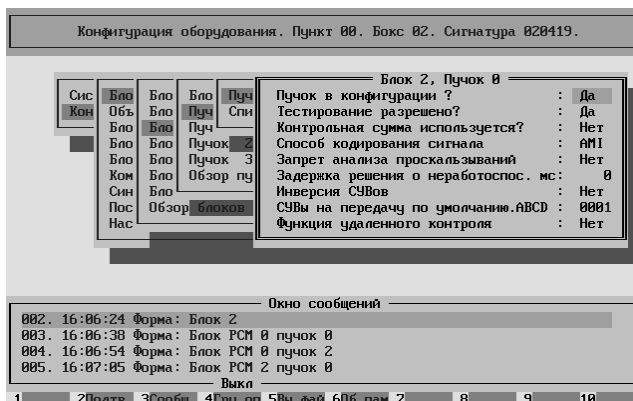 Конфигурация оборудования. Пункт 00. Бокс 02. Сигнатура 020419.
Блок 2, Пучок 0
Сис Бло Бло Бло Пуч Пучок в конфигурации ? : Да
Кон Объ Бло Пуч Спи Тестирование разрешено? : Да
Бло Бло Пуч Контрольная сумма используется? : Нет
Бло Бло Пучок 2 Способ кодирования сигнала : AMI
Бло Бло Пучок 3 Запрет анализа проскальзываний : Нет
Ком Бло Обзор пу Задержка решения о неработоспос. мс: 0
Син Бло Инверсия СУВов : Нет
Пос Обзор блоков СУВы на передачу по умолчанию.ABCD : 0001
Нас Функция удаленного контроля : Нет
Окно сообщений
002. 16:06:24 Форма: Блок 2
003. 16:06:38 Форма: Блок PCM 0 пучок 0
004. 16:06:54 Форма: Блок PCM 0 пучок 2
005. 16:07:05 Форма: Блок PCM 2 пучок 0
Выкл
1 2Подтв 3Сообщ 4Гру оп 5Вы фай 6Об пам 7 8 9 10